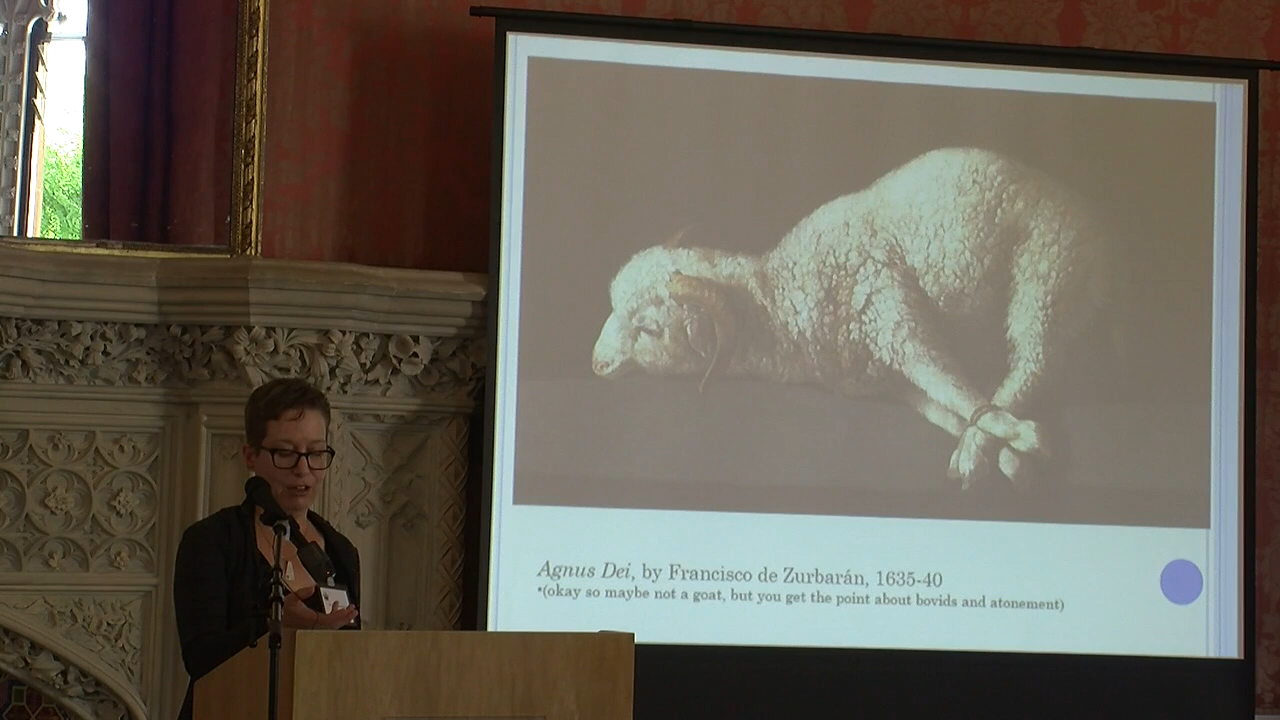 Agnus Dei, by Francisco de Zurbarán, 1635-40
*(okay so maybe not a goat, but you get the point about bovids and atonement)